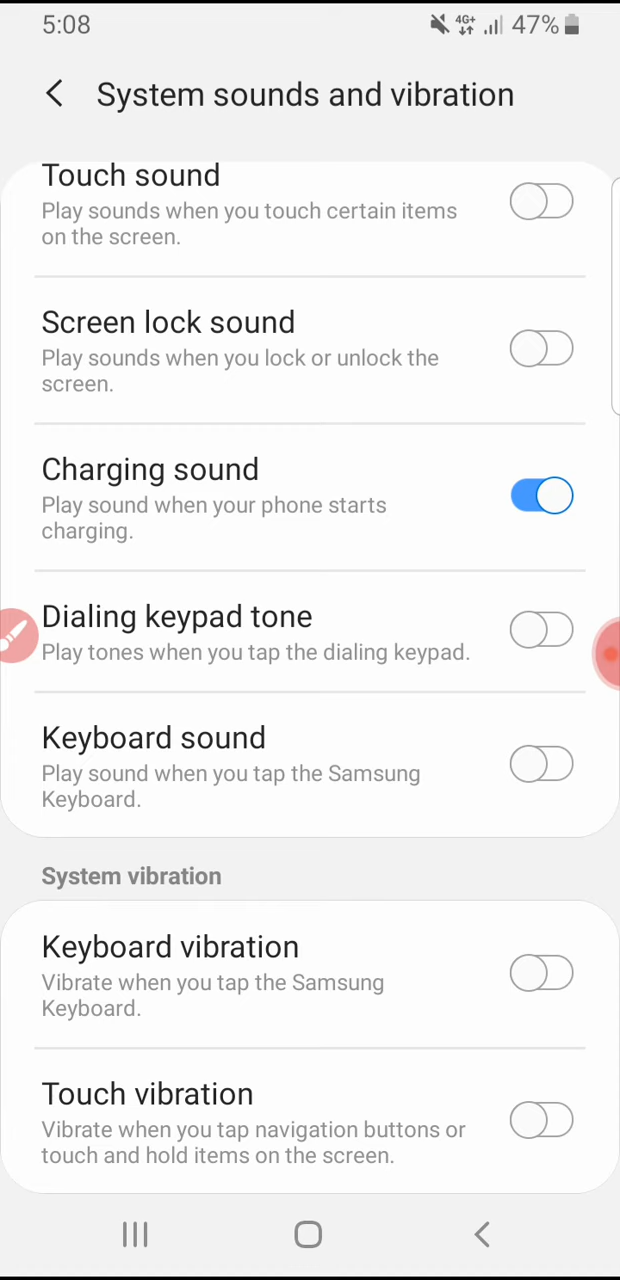 5:08 4G+ 47%
System sounds and vibration
Touch sound
Play sounds when you touch certain items
on the screen.
Screen lock sound
Play sounds when you lock or unlock the
screen.
Charging sound
Play sound when your phone starts
charging.
Dialing keypad tone
Play tones when you tap the dialing keypad.
Keyboard sound
Play sound when you tap the Samsung
Keyboard.
System vibration
Keyboard vibration
Vibrate when you tap the Samsung
Keyboard.
Touch vibration
Vibrate when you tap navigation buttons or
touch and hold items on the screen.